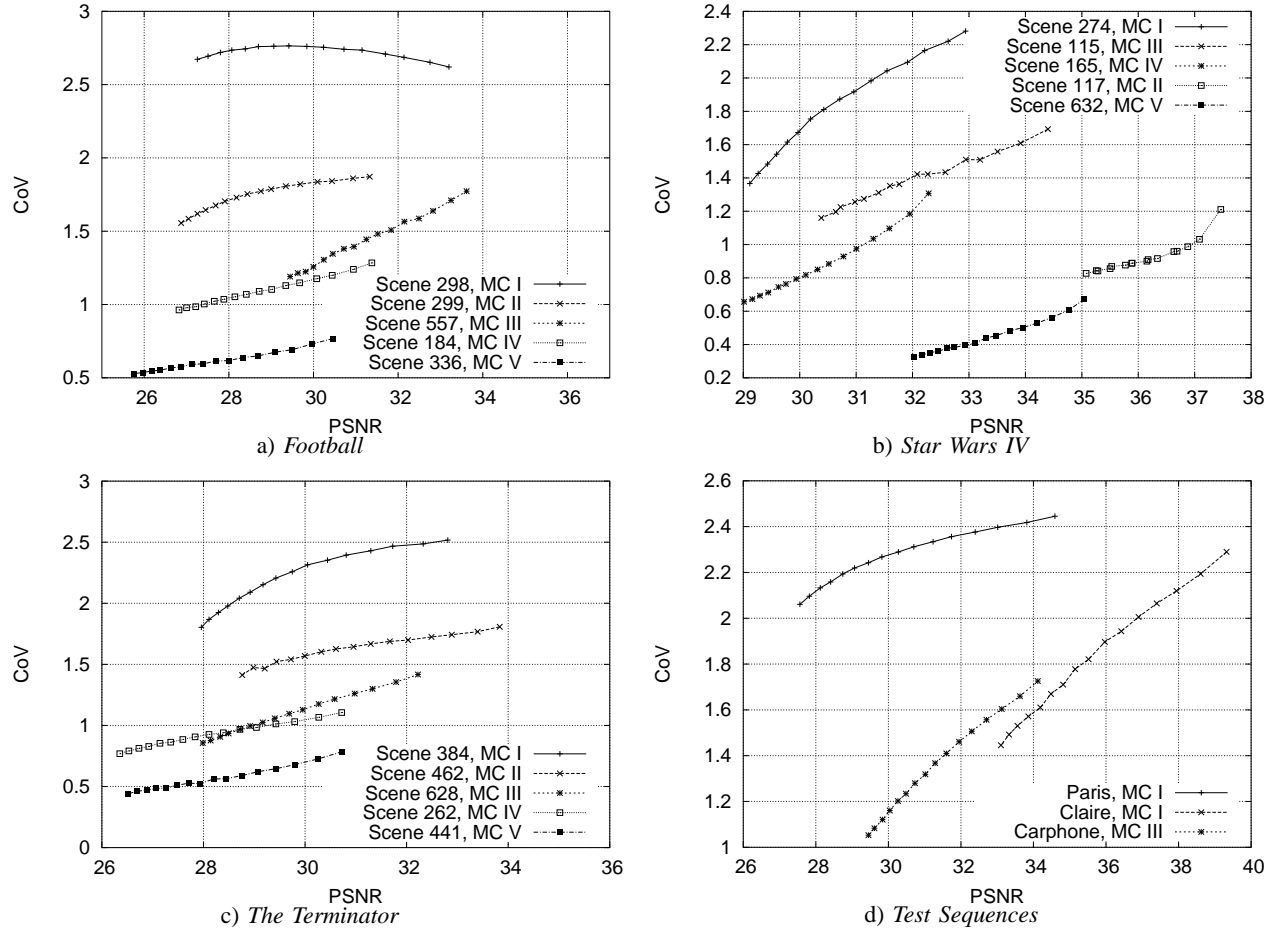 3
2.5
2
1.5
1
0.5
CoV
26
28
30
32
34
36
PSNR
Scene 298, MC I
Scene 299, MC II
Scene 557, MC III
Scene 184, MC IV
Scene 336, MC V
a) Football
2.4
2.2
2
1.8
1.6
1.4
1.2
1
0.8
0.6
0.4
0.2
CoV
29
30
31
32
33
34
35
36
37
38
PSNR
Scene 274, MC I
Scene 115, MC III
Scene 165, MC IV
Scene 117, MC II
Scene 632, MC V
b) Star Wars IV
3
2.5
2
1.5
1
0.5
0
CoV
26
28
30
32
34
36
PSNR
Scene 384, MC I
Scene 462, MC II
Scene 628, MC III
Scene 262, MC IV
Scene 441, MC V
c) The Terminator
2.6
2.4
2.2
2
1.8
1.6
1.4
1.2
1
CoV
26
28
30
32
34
36
38
40
PSNR
Paris, MC I
Claire, MC I
Carphone, MC III
d) Test Sequences